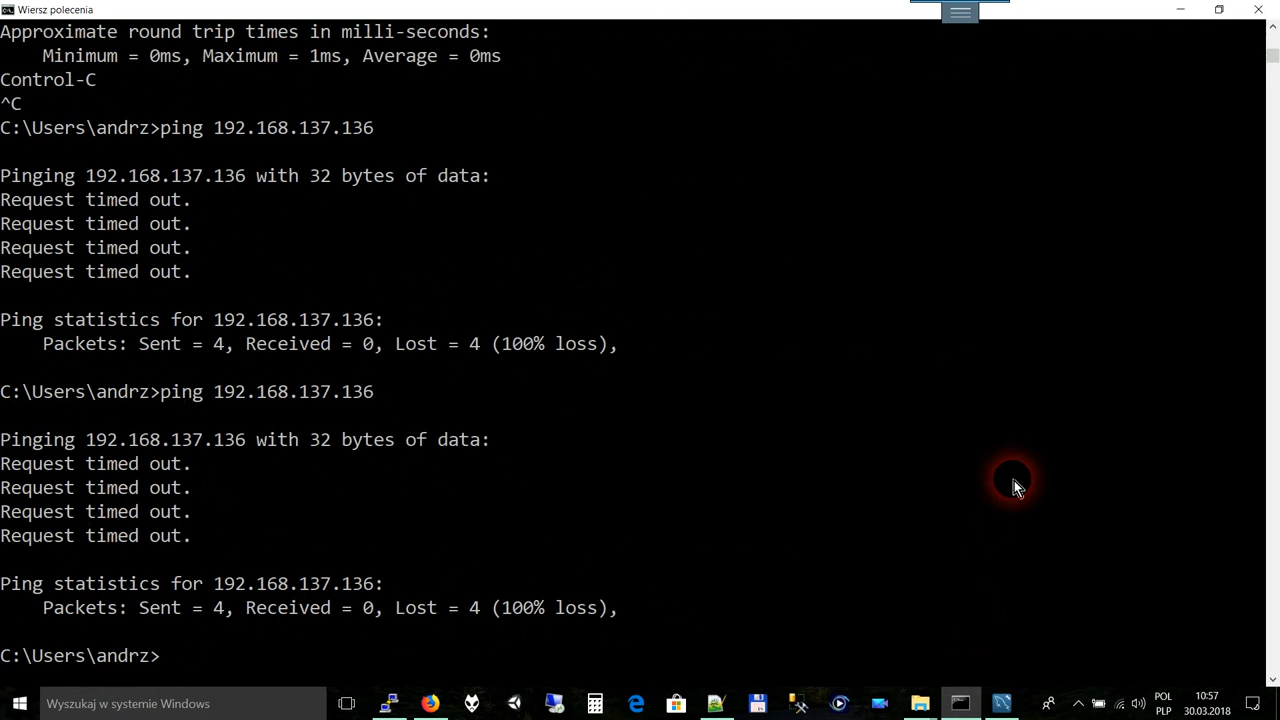 Wiersz polecenia
Approximate round trip times in milli-seconds:
    Minimum = 0ms, Maximum = 1ms, Average = 0ms
Control-C
^C
C:\Users\andrz>ping 192.168.137.136
Pinging 192.168.137.136 with 32 bytes of data:
Request timed out.
Request timed out.
Request timed out.
Request timed out.
Ping statistics for 192.168.137.136:
    Packets: Sent = 4, Received = 0, Lost = 4 (100% loss),
C:\Users\andrz>ping 192.168.137.136
Pinging 192.168.137.136 with 32 bytes of data:
Request timed out.
Request timed out.
Request timed out.
Request timed out.
Ping statistics for 192.168.137.136:
    Packets: Sent = 4, Received = 0, Lost = 4 (100% loss),
C:\Users\andrz>
Wyszukaj w systemie Windows
POL
PLP
10:57
30.03.2018